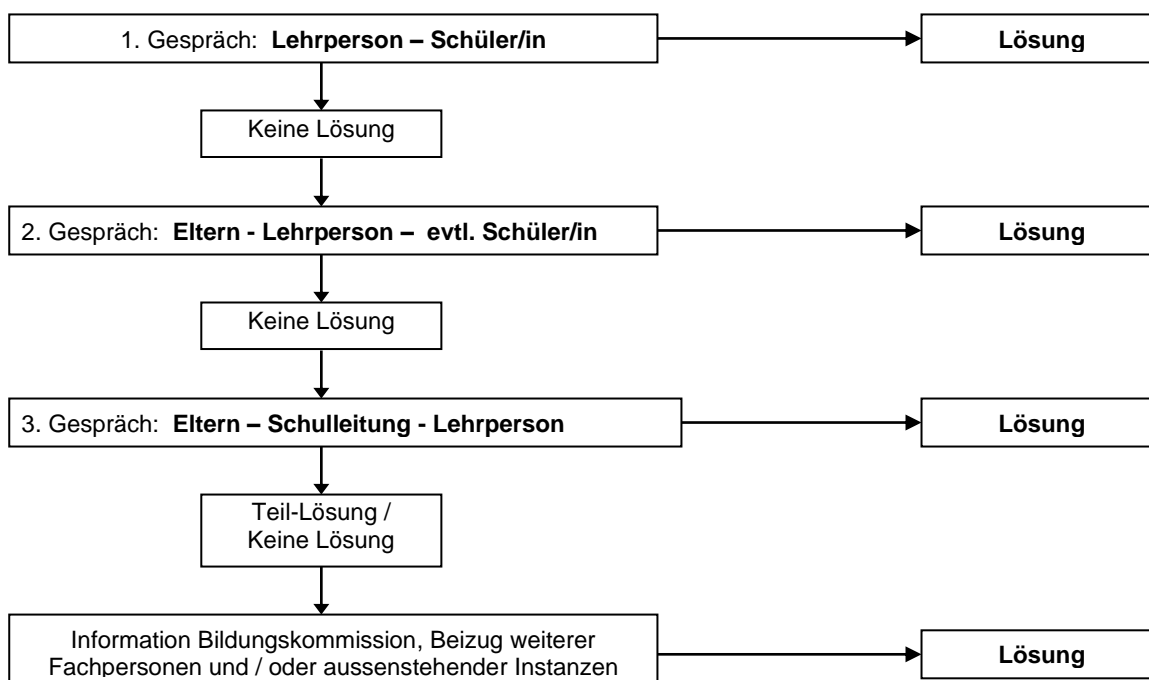 1. Gespräch: Lehrperson – Schüler/in
Lösung
Keine Lösung
2. Gespräch: Eltern - Lehrperson – evtl. Schüler/in
Lösung
Keine Lösung
3. Gespräch: Eltern – Schulleitung - Lehrperson
Lösung
Teil-Lösung /
Keine Lösung
Information Bildungskommission, Beizug weiterer
Fachpersonen und / oder aussenstehender Instanzen
Lösung